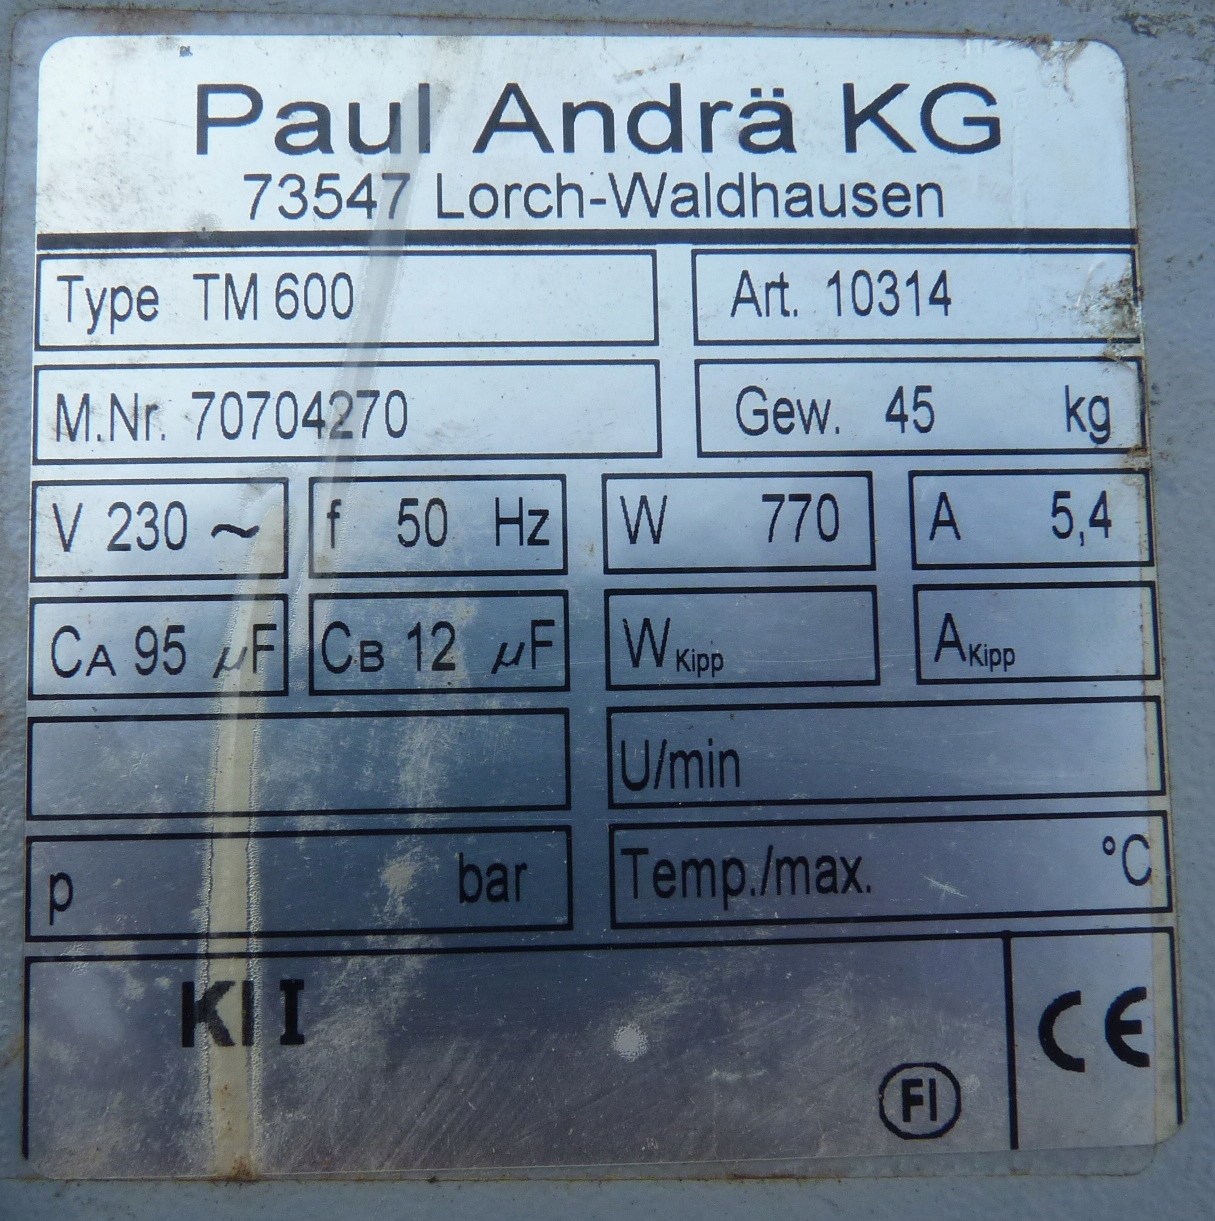 Paul Andrä KG
73547 Lorch-Waldhausen
Type TM 600 Art. 10314
M.Nr. 70704270 Gew. 45 kg
V 230 ~ f 50 Hz W 770 A 5,4
CA 95 µF CB 12 µF WKipp AKipp
U/min
p bar Temp./max. °C
Kl I CE
FI